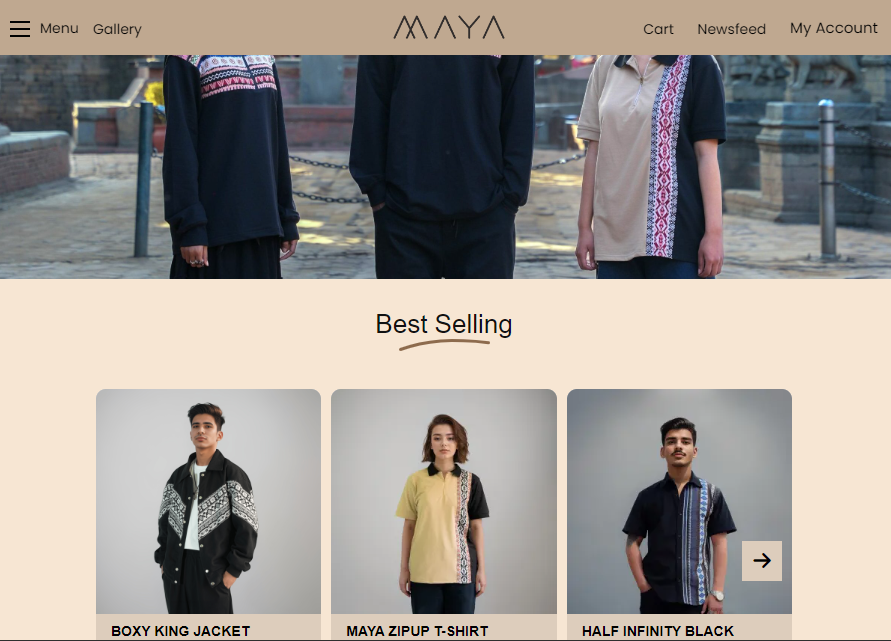 Menu Gallery MAYA Cart Newsfeed My Account
Best Selling
BOXY KING JACKET
MAYA ZIPUP T-SHIRT
HALF INFINITY BLACK